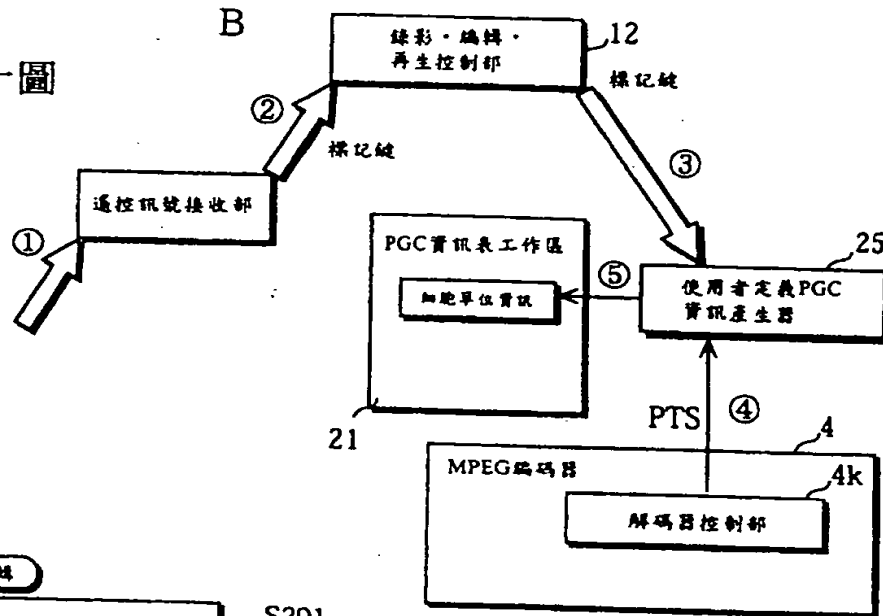 B
圖
錄影・編輯・
再生控制部
12
標記鍵
②
標記鍵
③
遙控訊號接收部
①
PGC資訊表工作區
細胞單位資訊
⑤
25
使用者定義PGC
資訊產生器
21
PTS
④
4
MPEG編碼器
4k
解碼器控制部
輯
S201